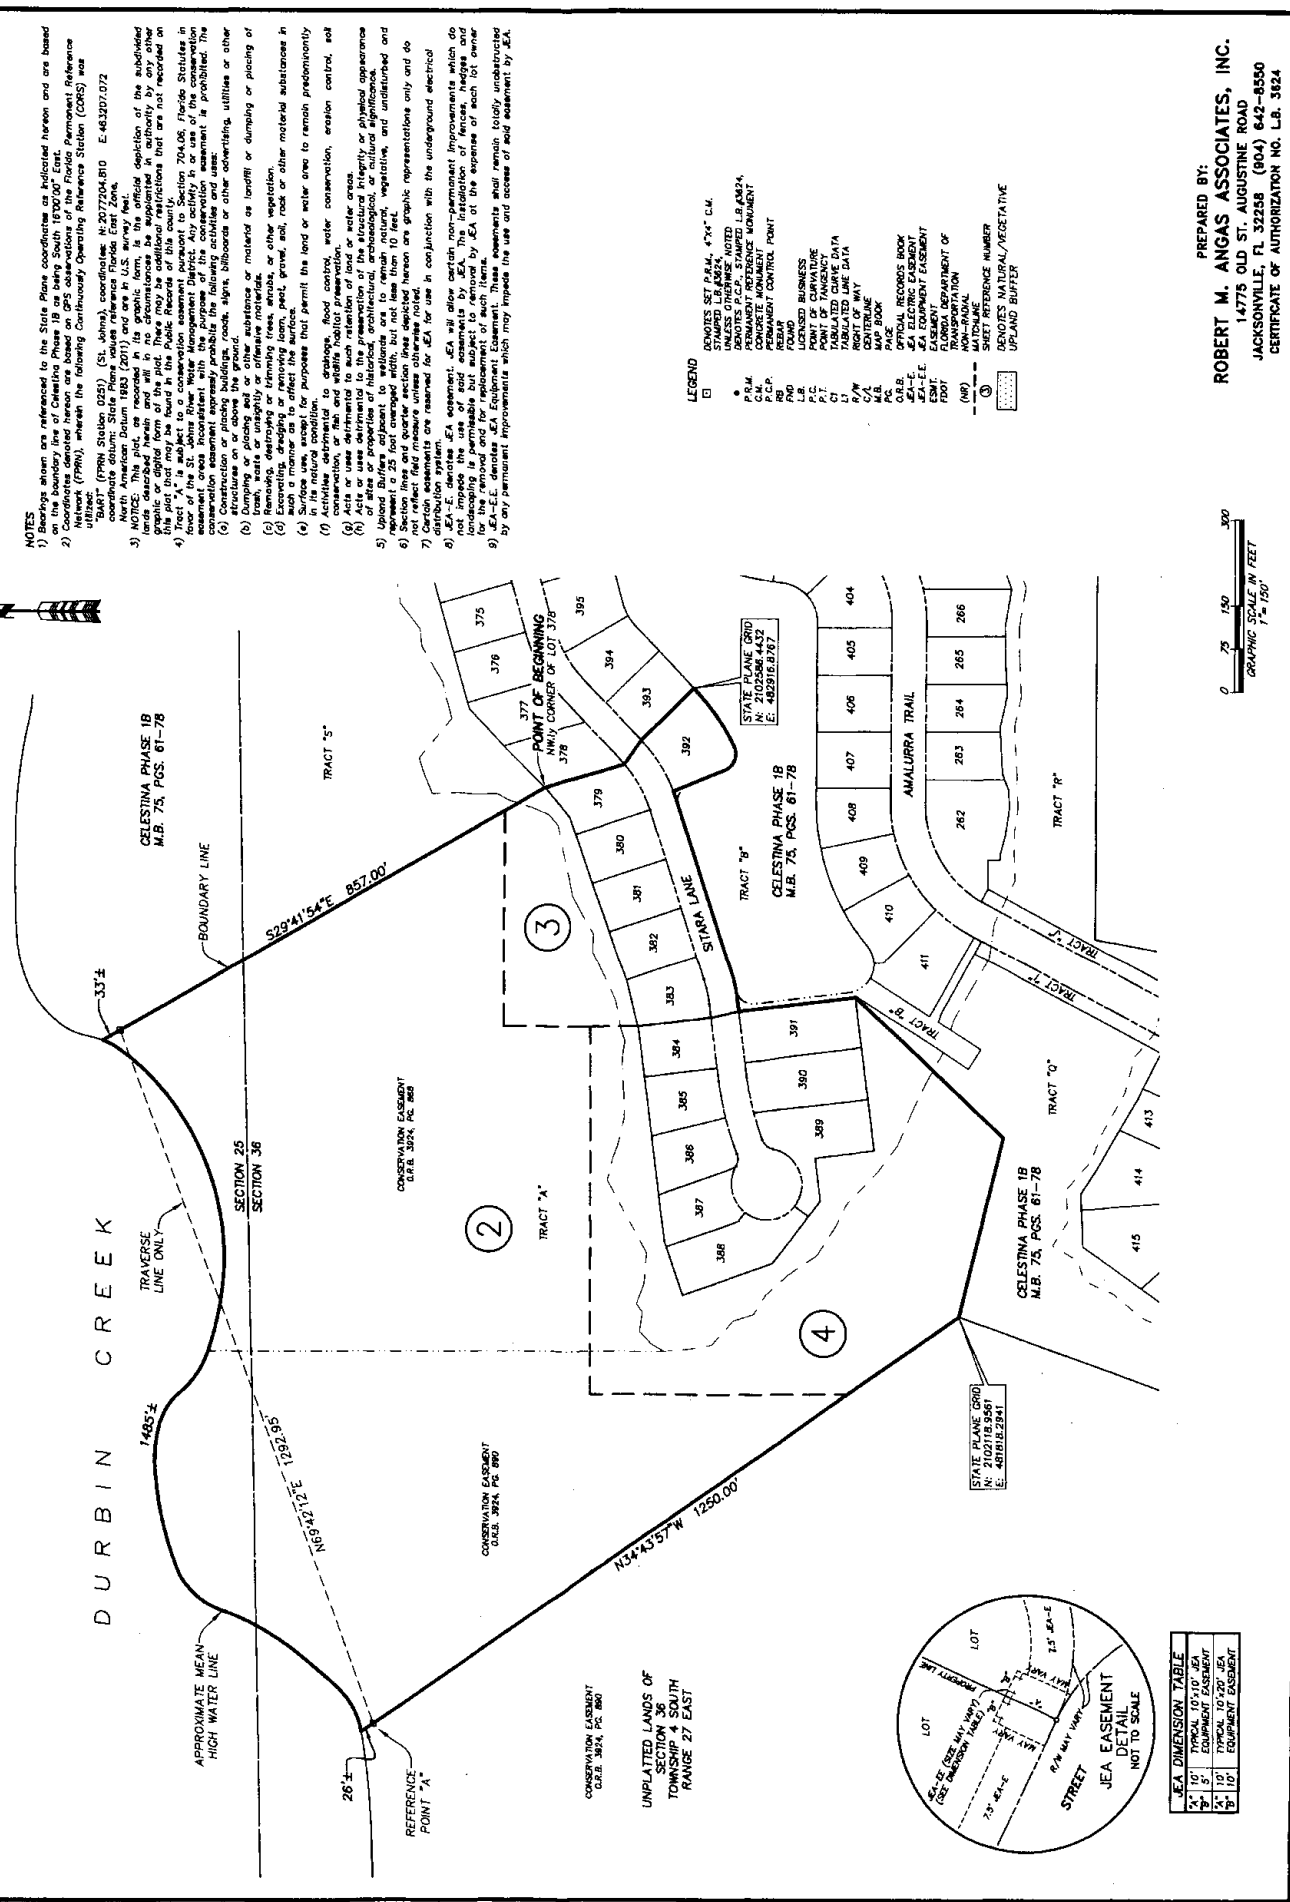 NOTES
1) Bearings shown are referenced to the State Plane coordinates as indicated hereon and are based
on the boundary line of Celestina Phase 1B as being South 16°00'00" East.
2) Coordinates denoted hereon are based on GPS observations of the Florida Permanent Reference
Network (FPRN), wherein the following Continuously Operating Reference Station (CORS) was
utilized:
"BART" (FPRN Station 0251) (St. Johns), coordinates: N:2077204.810 E:463207.072
coordinate datum: State Plane values reference Florida East Zone,
North American Datum 1983 (2011) and are in U.S. survey feet.
3) NOTICE: This plat, as recorded in its graphic form, is the official depiction of the subdivided
lands described herein and will in no circumstances be supplanted in authority by any other
graphic or digital form of the plat. There may be additional restrictions that are not recorded on
this plat that may be found in the Public Records of this county.
4) Tract "A" is subject to a conservation easement pursuant to Section 704.06, Florida Statutes in
favor of the St. Johns River Water Management District. Any activity in or use of the conservation
easement areas inconsistent with the purpose of the conservation easement is prohibited. The
conservation easement expressly prohibits the following activities and uses:
(a) Construction or placing buildings, roads, signs, billboards or other advertising, utilities or other
structures on or above the ground.
(b) Dumping or placing soil or other substance or material as landfill or dumping or placing of
trash, waste or unsightly or offensive materials.
(c) Removing, destroying or trimming trees, shrubs, or other vegetation.
(d) Excavating, dredging or removing loam, peat, gravel, soil, rock or other material substances in
such a manner as to affect the surface.
(e) Surface use, except for purposes that permit the land or water area to remain predominantly
in its natural condition.
(f) Activities detrimental to drainage, flood control, water conservation, erosion control, soil
conservation, or fish and wildlife habitat preservation.
(g) Acts or uses detrimental to such retention of land or water areas.
(h) Acts or uses detrimental to the preservation of the structural integrity or physical appearance
of sites or properties of historical, architectural, archaeological, or cultural significance.
5) Upland Buffers adjacent to wetlands are to remain natural, vegetative, and undisturbed and
represent a 25 foot averaged width, but not less than 10 feet.
6) Section lines and quarter section lines depicted hereon are graphic representations only and do
not reflect field measure unless otherwise noted.
7) Certain easements are reserved for JEA for use in conjunction with the underground electrical
distribution system.
8) JEA-E. denotes JEA easement. JEA will allow certain non-permanent improvements which do
not impede the use of said easements by JEA. The installation of fences, hedges and
landscaping is permissible but subject to removal by JEA at the expense of each lot owner
for the removal and for replacement of such items.
9) JEA-E.E. denotes JEA Equipment Easement. These easements shall remain totally unobstructed
by any permanent improvements which may impede the use and access of said easement by JEA.
LEGEND
DENOTES SET P.R.M., 4"X4" C.M.
STAMPED L.B.#3624,
UNLESS OTHERWISE NOTED
DENOTES P.C.P. STAMPED L.B.#3624,
P.R.M. PERMANENT REFERENCE MONUMENT
C.M. CONCRETE MONUMENT
P.C.P. PERMANENT CONTROL POINT
RB REBAR
FND FOUND
L.B. LICENSED BUSINESS
P.C. POINT OF CURVATURE
P.T. POINT OF TANGENCY
C1 TABULATED CURVE DATA
L1 TABULATED LINE DATA
R/W RIGHT OF WAY
C/L CENTERLINE
M.B. MAP BOOK
PG. PAGE
O.R.B. OFFICIAL RECORDS BOOK
JEA-E. JEA ELECTRIC EASEMENT
JEA-E.E. JEA EQUIPMENT EASEMENT
ESMT. EASEMENT
FDOT FLORIDA DEPARTMENT OF
TRANSPORTATION
(NR) NON-RADIAL
MATCHLINE
③ SHEET REFERENCE NUMBER
DENOTES NATURAL/VEGETATIVE
UPLAND BUFFER
PREPARED BY:
ROBERT M. ANGAS ASSOCIATES, INC.
14775 OLD ST. AUGUSTINE ROAD
JACKSONVILLE, FL 32258 (904) 642-8550
CERTIFICATE OF AUTHORIZATION NO. L.B. 3624
0 75 150 300
GRAPHIC SCALE IN FEET
1"= 150'
DURBIN CREEK
CELESTINA PHASE 1B
M.B. 75, PGS. 61-78
TRACT "S"
BOUNDARY LINE
S29°41'54"E 857.00'
33'±
TRAVERSE
LINE ONLY
SECTION 25
SECTION 36
1485'±
N69°42'12"E 1292.95'
APPROXIMATE MEAN
HIGH WATER LINE
26'±
REFERENCE
POINT "A"
CONSERVATION EASEMENT
O.R.B. 3924, PG. 868
2
TRACT "A"
3
4
CONSERVATION EASEMENT
O.R.B. 3924, PG. 890
N34°43'57"W 1250.00'
CONSERVATION EASEMENT
O.R.B. 3924, PG. 890
UNPLATTED LANDS OF
SECTION 36
TOWNSHIP 4 SOUTH
RANGE 27 EAST
POINT OF BEGINNING
NW.ly CORNER OF LOT 378
375
376
377
378
379
380
381
382
383
384
385
386
387
388
389
390
391
392
393
394
395
SITARA LANE
STATE PLANE GRID
N: 2102586.4432
E: 482916.8767
TRACT "B"
CELESTINA PHASE 1B
M.B. 75, PGS. 61-78
404
405
406
407
408
409
410
411
AMALURRA TRAIL
266
265
264
263
262
TRACT "R"
TRACT "J"
TRACT "I"
TRACT "B"
TRACT "Q"
413
414
415
CELESTINA PHASE 1B
M.B. 75, PGS. 61-78
STATE PLANE GRID
N: 2102118.9561
E: 481818.2941
LOT
LOT
PROPERTY LINE
JEA-EE (SIZE MAY VARY)
(SEE DIMENSION TABLE)
"B"
"A"
MAY VARY
MAY VARY
7.5' JEA-E
7.5' JEA-E
R/W MAY VARY
STREET
JEA EASEMENT
DETAIL
NOT TO SCALE
JEA DIMENSION TABLE
"A" 10' TYPICAL 10'x10' JEA
"B" 5' EQUIPMENT EASEMENT
"A" 10' TYPICAL 10'x20' JEA
"B" 10' EQUIPMENT EASEMENT